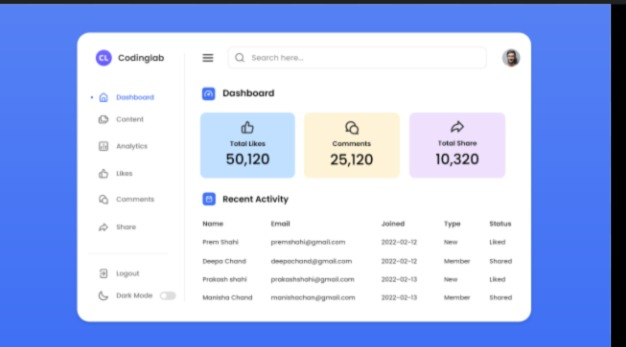 CL Codinglab
Search here...
Dashboard
Content
Analytics
Likes
Comments
Share
Logout
Dark Mode
Dashboard
Total Likes
50,120
Comments
25,120
Total Share
10,320
Recent Activity
Name Email Joined Type Status
Prem Shahi premshahi@gmail.com 2022-02-12 New Liked
Deepa Chand deepachand@gmail.com 2022-02-12 Member Shared
Prakash shahi prakashshahi@gmail.com 2022-02-13 New Liked
Manisha Chand manishachan@gmail.com 2022-02-13 Member Shared